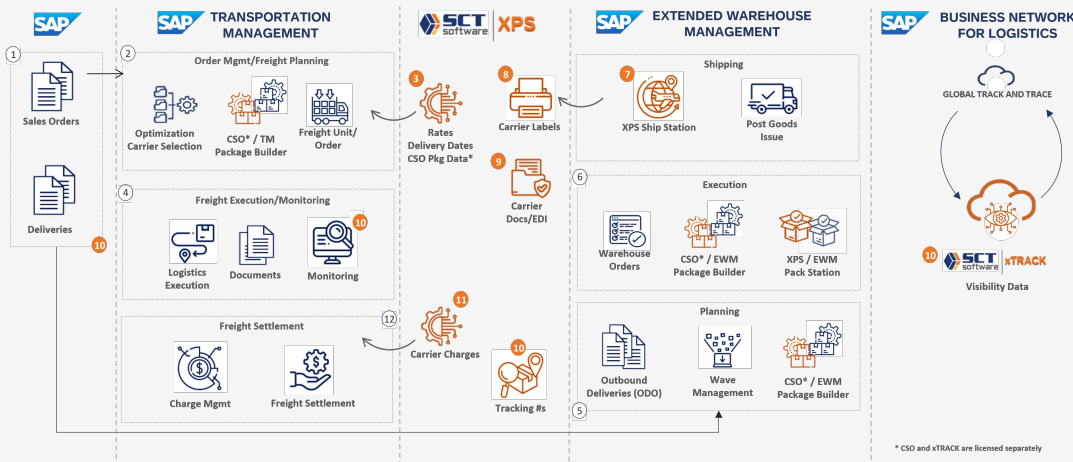 SAP
1
Sales Orders
Deliveries
10
SAP
TRANSPORTATION
MANAGEMENT
2
Order Mgmt/Freight Planning
Optimization
Carrier Selection
CSO* / TM
Package Builder
Freight Unit/
Order
4
Freight Execution/Monitoring
Logistics
Execution
Documents
10
Monitoring
12
Freight Settlement
Charge Mgmt
Freight Settlement
SCT
software
XPS
3
Rates
Delivery Dates
CSO Pkg Data*
8
Carrier Labels
9
Carrier
Docs/EDI
11
Carrier Charges
10
Tracking #s
SAP
EXTENDED WAREHOUSE
MANAGEMENT
Shipping
7
XPS Ship Station
Post Goods
Issue
6
Execution
Warehouse
Orders
CSO* / EWM
Package Builder
XPS / EWM
Pack Station
Planning
Outbound
Deliveries (ODO)
Wave
Management
CSO* / EWM
Package Builder
5
SAP
BUSINESS NETWORK
FOR LOGISTICS
GLOBAL TRACK AND TRACE
10
SCT
software
xTRACK
Visibility Data
* CSO and xTRACK are licensed separately